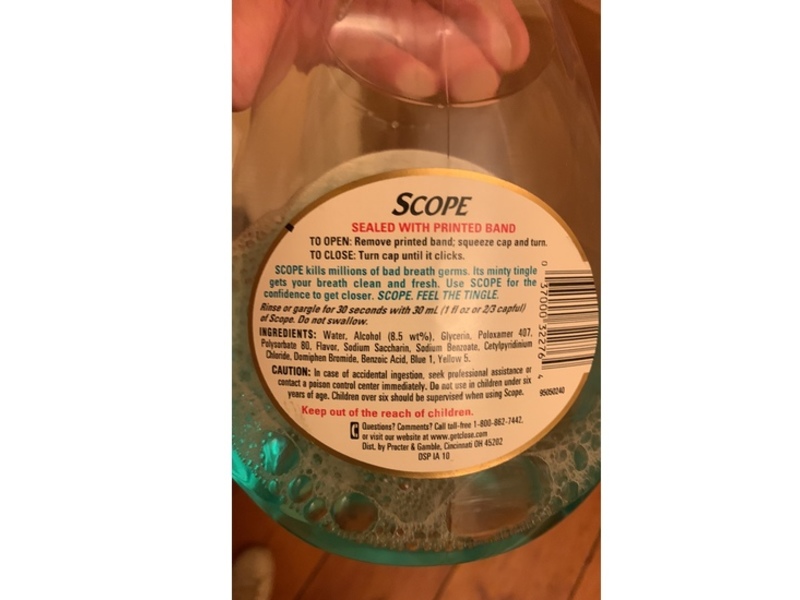 SCOPE
SEALED WITH PRINTED BAND
TO OPEN: Remove printed band; squeeze cap and turn.
TO CLOSE: Turn cap until it clicks.
SCOPE kills millions of bad breath germs. Its minty tingle
gets your breath clean and fresh. Use SCOPE for the
confidence to get closer. SCOPE. FEEL THE TINGLE.
Rinse or gargle for 30 seconds with 30 mL (1 fl oz or 2/3 capful)
of Scope. Do not swallow.
INGREDIENTS: Water, Alcohol (8.5 wt%), Glycerin, Poloxamer 407,
Polysorbate 80, Flavor, Sodium Saccharin, Sodium Benzoate, Cetylpyridinium
Chloride, Domiphen Bromide, Benzoic Acid, Blue 1, Yellow 5.
CAUTION: In case of accidental ingestion, seek professional assistance or
contact a poison control center immediately. Do not use in children under six
years of age. Children over six should be supervised when using Scope.
Keep out of the reach of children.
Questions? Comments? Call toll-free 1-800-862-7442.
or visit our website at www.getclose.com
Dist. by Procter & Gamble, Cincinnati OH 45202
DSP IA 10
0 37000 32276 4
95050240